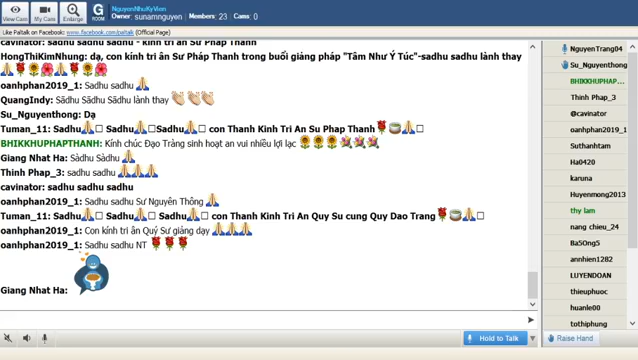 View Cam
My Cam
Enlarge
G
ROOM
NguyenNhuKyVien
Owner: sunamnguyen | Members: 23 | Cams: 0
Like Paltalk on Facebook: www.facebook.com/paltalk (Official Page)
cavinator: sadhu sadhu sadhu - kính tri ân Sư Pháp Thanh
HongThiKimNhung: dạ, con kính tri ân Sư Pháp Thanh trong buổi giảng pháp "Tâm Như Ý Túc"-sadhu sadhu lành thay
oanhphan2019_1: Sadhu sadhu
QuangIndy: Sādhu Sādhu Sādhu lành thay
Su_Nguyenthong: Dạ
Tuman_11: Sadhu Sadhu Sadhu con Thanh Kinh Tri An Su Phap Thanh
BHIKKHUPHAPTHANH: Kính chúc Đạo Tràng sinh hoạt an vui nhiều lợi lạc
Giang Nhat Ha: Sàdhu Sàdhu
Thinh Phap_3: sadhu sadhu
cavinator: sadhu sadhu sadhu
oanhphan2019_1: Sadhu sadhu Sư Nguyên Thông
Tuman_11: Sadhu Sadhu Sadhu con Thanh Kinh Tri An Quy Su cung Quy Dao Trang
oanhphan2019_1: Con kính tri ân Quý Sư giảng dạy
oanhphan2019_1: Sadhu sadhu NT
Giang Nhat Ha:
Hold to Talk
NguyenTrang04
Su_Nguyenthong
BHIKKHUPHAP...
Thinh Phap_3
@cavinator
oanhphan2019_1
Suthanhtam
Ha0420
karuna
Huyenmong2013
thy lam
nang chieu_24
Ba5Ong5
annhien1282
LUYENDOAN
thieuphuoc
huanle00
tothiphung
Raise Hand